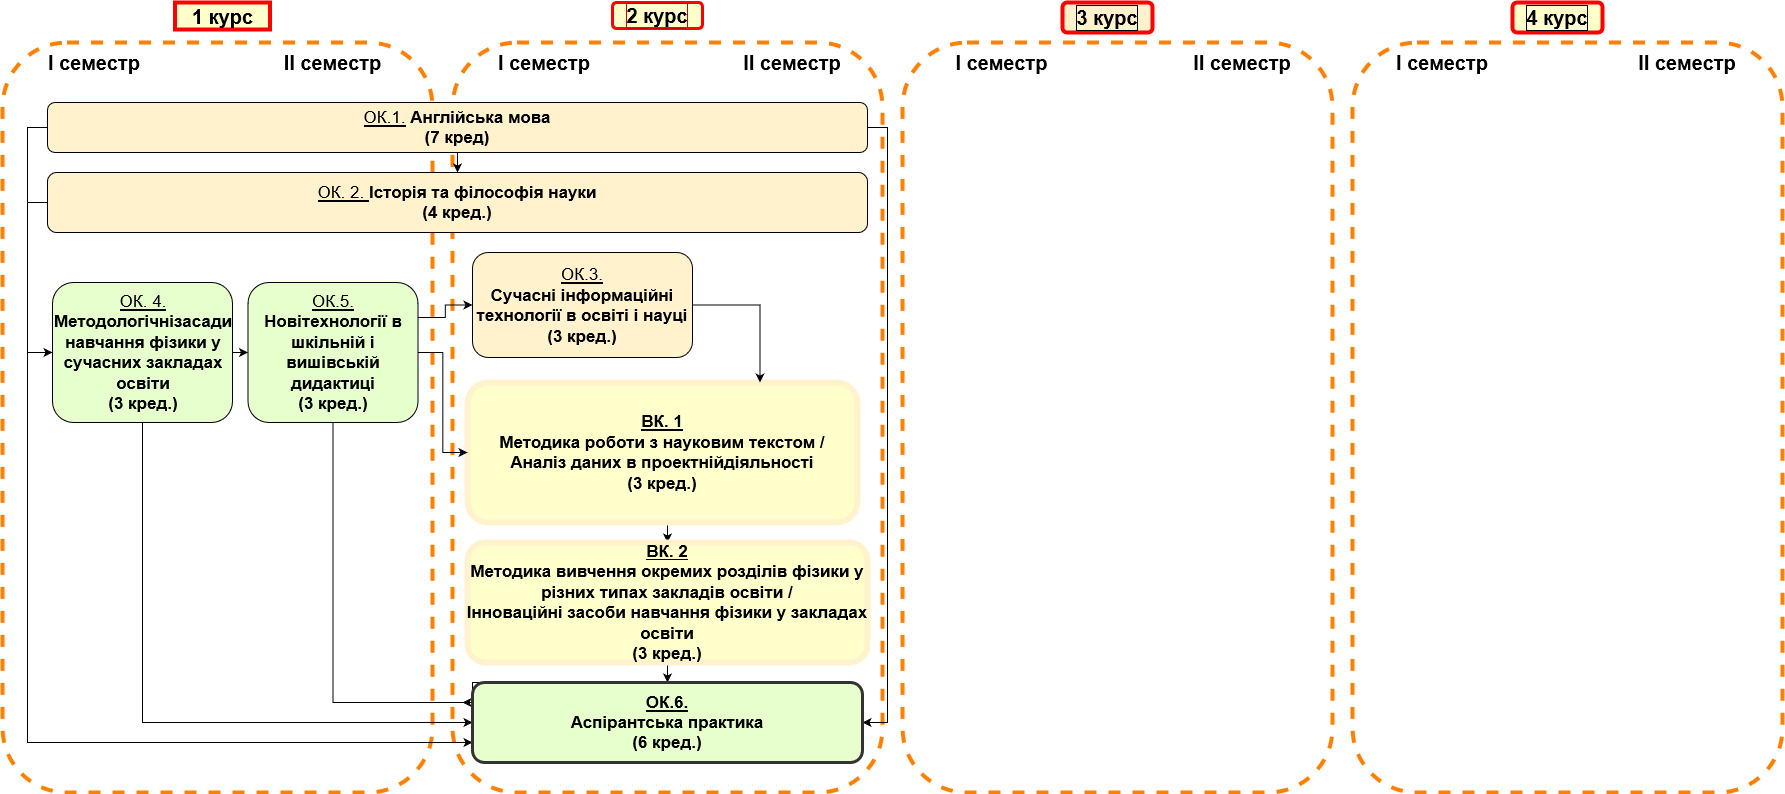 1 курс
2 курс
3 курс
4 курс
I семестр
II семестр
I семестр
II семестр
I семестр
II семестр
I семестр
II семестр
ОК.1. Англійська мова
(7 кред)
ОК. 2. Історія та філософія науки
(4 кред.)
ОК. 4.
Методологічнізасади
навчання фізики у
сучасних закладах
освіти
(3 кред.)
ОК.5.
Новітехнології в
шкільній і
вишівській
дидактиці
(3 кред.)
ОК.3.
Сучасні інформаційні
технології в освіті і науці
(3 кред.)
ВК. 1
Методика роботи з науковим текстом /
Аналіз даних в проектнійдіяльності
(3 кред.)
ВК. 2
Методика вивчення окремих розділів фізики у
різних типах закладів освіти /
Інноваційні засоби навчання фізики у закладах
освіти
(3 кред.)
ОК.6.
Аспірантська практика
(6 кред.)